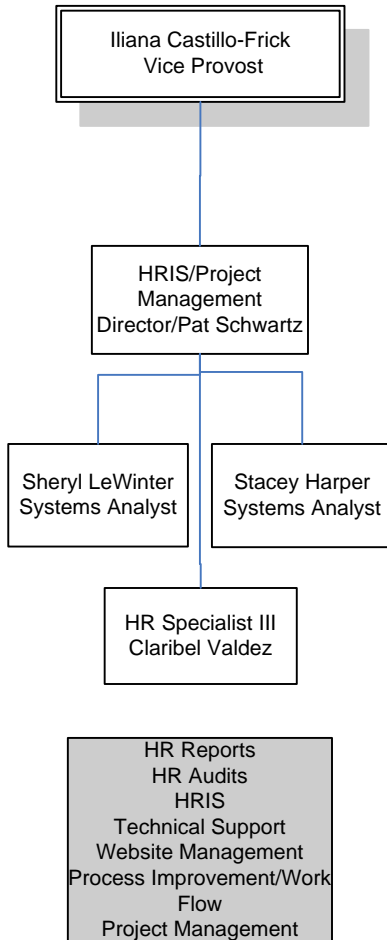 Iliana Castillo-Frick
Vice Provost
HRIS/Project
Management
Director/Pat Schwartz
Sheryl LeWinter
Systems Analyst
Stacey Harper
Systems Analyst
HR Specialist III
Claribel Valdez
HR Reports
HR Audits
HRIS
Technical Support
Website Management
Process Improvement/Work
Flow
Project Management